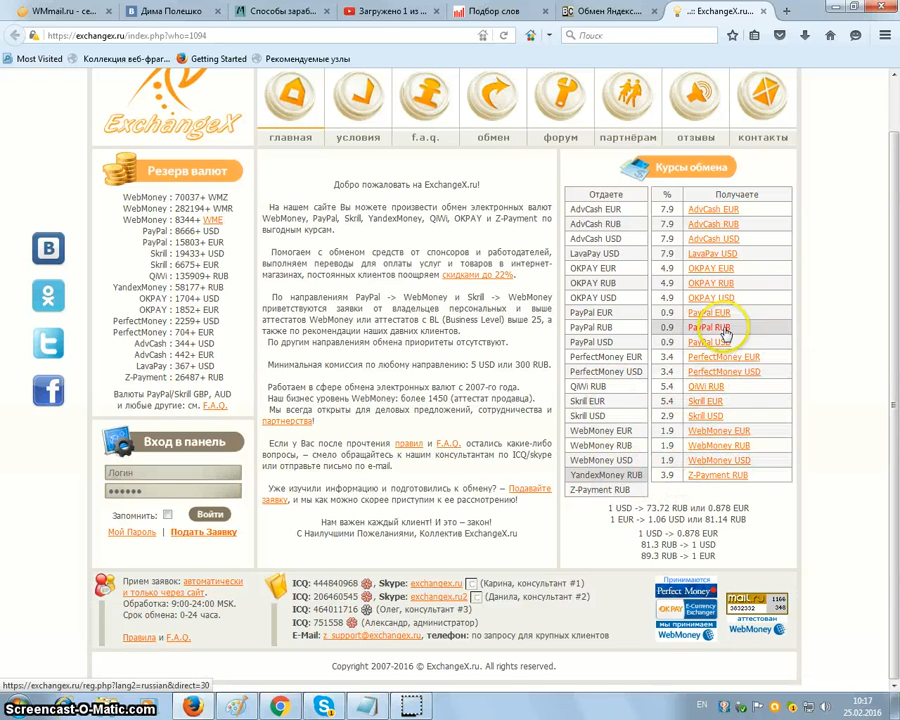 WMmail.ru - се...
Дима Полешко
Способы зараб...
Загружено 1 из ...
Подбор слов
Обмен Яндекс....
..:: ExchangeX.ru...
https://exchangex.ru/index.php?who=1094
Поиск
Most Visited
Коллекция веб-фраг...
Getting Started
Рекомендуемые узлы
ExchangeX
главная
условия
f.a.q.
обмен
форум
партнёрам
отзывы
контакты
Резерв валют
WebMoney : 70037+ WMZ
WebMoney : 282194+ WMR
WebMoney : 8344+ WME
PayPal : 8666+ USD
PayPal : 15803+ EUR
Skrill : 19433+ USD
Skrill : 6675+ EUR
QiWi : 135909+ RUB
YandexMoney : 58177+ RUB
OKPAY : 1704+ USD
OKPAY : 1852+ EUR
PerfectMoney : 2259+ USD
PerfectMoney : 704+ EUR
AdvCash : 344+ USD
AdvCash : 442+ EUR
LavaPay : 367+ USD
Z-Payment : 26487+ RUB
Валюты PayPal/Skrill GBP, AUD
и любые другие: см. F.A.Q.
Вход в панель
Логин
••••••
Запомнить:
Войти
Мой Пароль | Подать Заявку
Добро пожаловать на ExchangeX.ru!
На нашем сайте Вы можете произвести обмен электронных валют
WebMoney, PayPal, Skrill, YandexMoney, QiWi, OKPAY и Z-Payment по
выгодным курсам.
Помогаем с обменом средств от спонсоров и работодателей,
выполняем переводы для оплаты услуг и товаров в интернет-
магазинах, постоянных клиентов поощряем скидками до 22%.
По направлениям PayPal -> WebMoney и Skrill -> WebMoney
приветствуются заявки от имеющих персональные аттестаты
WebMoney или аттестатов с BL (Business Level) выше 25,
а также по рекомендации наших давних клиентов.
По другим направлениям обмена приоритеты отсутствуют.
Минимальная комиссия по любому направлению: 5 USD или 300 RUB.
Работаем в сфере обмена электронных валют с 2007-го года.
Наш бизнес уровень WebMoney: более 1450 (аттестат продавца).
Мы всегда открыты для деловых предложений, сотрудничества и
партнерства!
Если у Вас после прочтения правил и F.A.Q. остались какие-либо
вопросы, – смело обращайтесь к нашим консультантам по ICQ/skype
или отправьте письмо по e-mail.
Уже изучили информацию и подготовились к обмену? – Подавайте
заявку, и мы как можно скорее приступим к ее рассмотрению!
Нам важен каждый клиент! И это – закон!
С Наилучшими Пожеланиями, Коллектив ExchangeX.ru
Курсы обмена
Отдаете % Получаете
AdvCash EUR 7.9 AdvCash EUR
AdvCash RUB 7.9 AdvCash RUB
AdvCash USD 7.9 AdvCash USD
LavaPay USD 7.9 LavaPay USD
OKPAY EUR 4.9 OKPAY EUR
OKPAY RUB 4.9 OKPAY RUB
OKPAY USD 4.9 OKPAY USD
PayPal EUR 0.9 PayPal EUR
PayPal RUB 0.9 PayPal RUB
PayPal USD 0.9 PayPal USD
PerfectMoney EUR 3.4 PerfectMoney EUR
PerfectMoney USD 3.4 PerfectMoney USD
QiWi RUB 5.4 QiWi RUB
Skrill EUR 5.4 Skrill EUR
Skrill USD 2.9 Skrill USD
WebMoney EUR 1.9 WebMoney EUR
WebMoney RUB 1.9 WebMoney RUB
WebMoney USD 1.9 WebMoney USD
YandexMoney RUB 3.9 Z-Payment RUB
Z-Payment RUB
1 USD -> 73.72 RUB или 0.878 EUR
1 EUR -> 1.06 USD или 81.14 RUB
1 USD -> 0.878 EUR
81.3 RUB -> 1 USD
89.3 RUB -> 1 EUR
Прием заявок: автоматически
и только через сайт.
Обработка: 9:00-24:00 MSK.
Срок обмена: 0-24 часа.
Правила и F.A.Q.
ICQ: 444840968 Skype: exchangex.ru (Карина, консультант #1)
ICQ: 206460545 Skype: exchangex.ru2 (Данила, консультант #2)
ICQ: 464011716 (Олег, консультант #3)
ICQ: 751558 (Александр, администратор)
E-Mail: z_support@exchangex.ru, телефон: по запросу для крупных клиентов
Принимаются
Perfect Money
OKPAY E-Currency Exchanger
мы принимаем
WebMoney
mail.ru
1166
3032332 348
аттестован
WebMoney
Copyright 2007-2016 © ExchangeX.ru. All rights reserved.
https://exchangex.ru/reg.php?lang2=russian&direct=30
Screencast-O-Matic.com
EN
10:17
25.02.2016